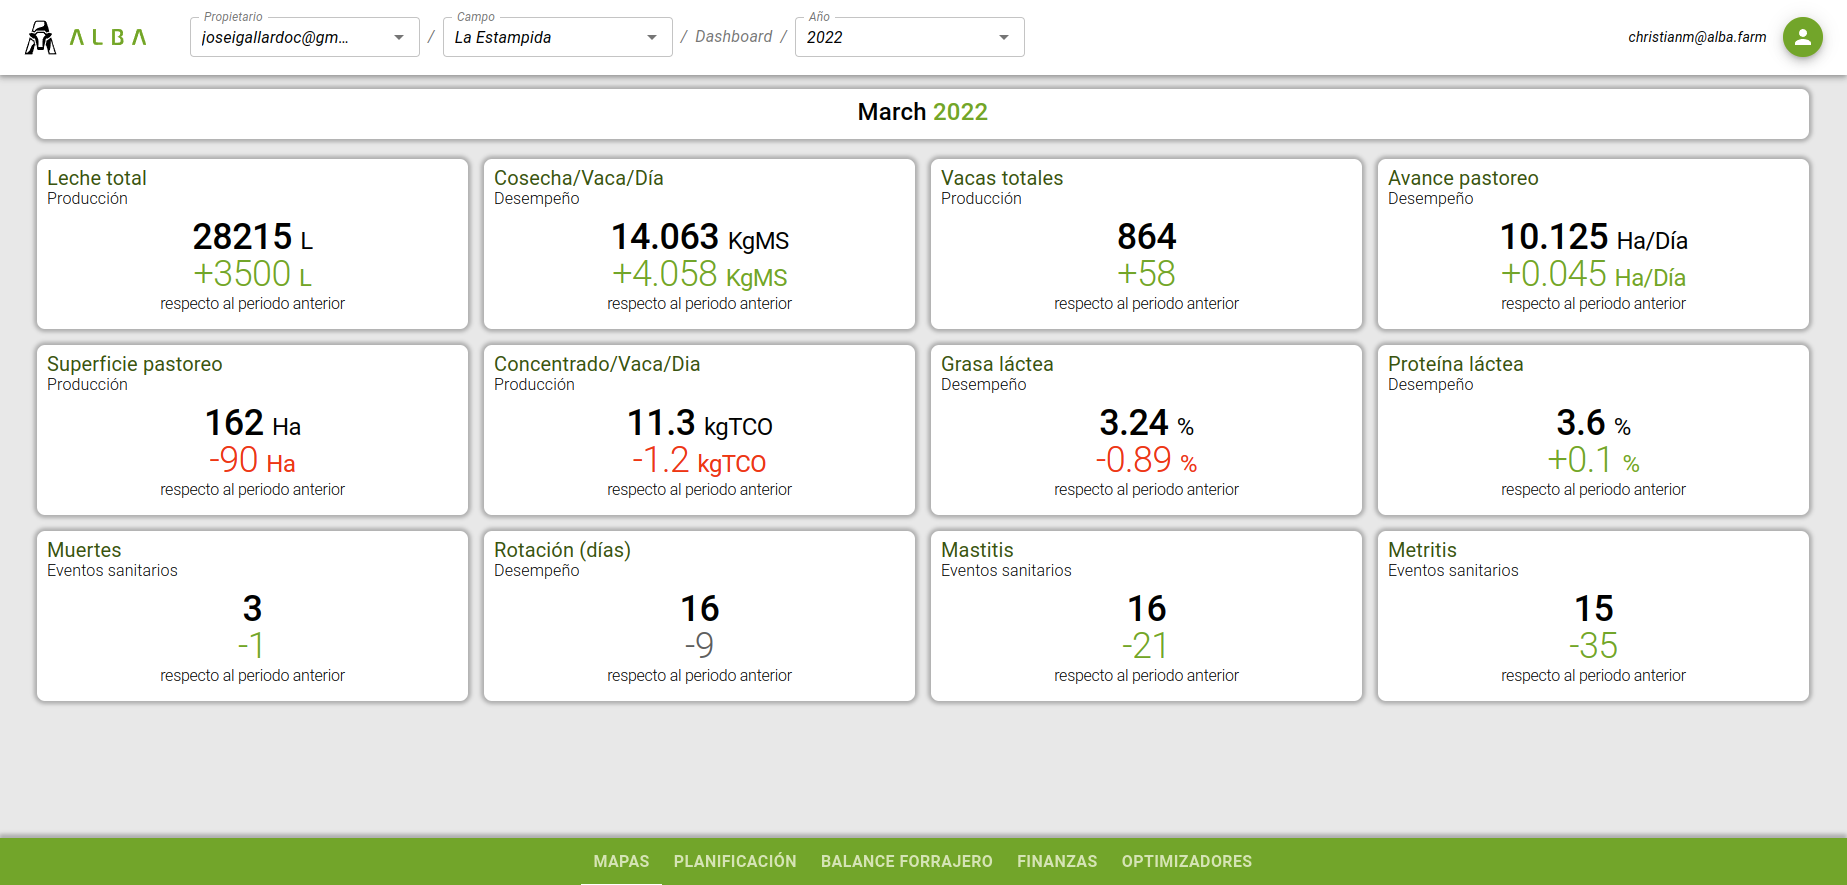 ALBA
Propietario
joseigallardoc@gm...
/
Campo
La Estampida
/ Dashboard /
Año
2022
christianm@alba.farm
March 2022
Leche total
Producción
28215 L
+3500 L
respecto al periodo anterior
Cosecha/Vaca/Día
Desempeño
14.063 KgMS
+4.058 KgMS
respecto al periodo anterior
Vacas totales
Producción
864
+58
respecto al periodo anterior
Avance pastoreo
Desempeño
10.125 Ha/Día
+0.045 Ha/Día
respecto al periodo anterior
Superficie pastoreo
Producción
162 Ha
-90 Ha
respecto al periodo anterior
Concentrado/Vaca/Dia
Producción
11.3 kgTCO
-1.2 kgTCO
respecto al periodo anterior
Grasa láctea
Desempeño
3.24 %
-0.89 %
respecto al periodo anterior
Proteína láctea
Desempeño
3.6 %
+0.1 %
respecto al periodo anterior
Muertes
Eventos sanitarios
3
-1
respecto al periodo anterior
Rotación (días)
Desempeño
16
-9
respecto al periodo anterior
Mastitis
Eventos sanitarios
16
-21
respecto al periodo anterior
Metritis
Eventos sanitarios
15
-35
respecto al periodo anterior
MAPAS PLANIFICACIÓN BALANCE FORRAJERO FINANZAS OPTIMIZADORES